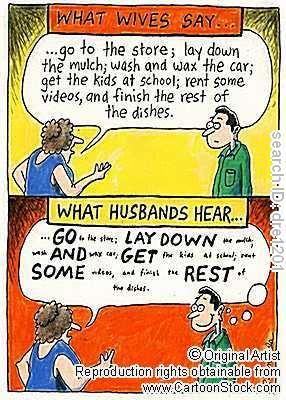 WHAT WIVES SAY...
...go to the store; lay down
the mulch; wash and wax the car;
get the kids at school; rent some
videos, and finish the rest of
the dishes.
WHAT HUSBANDS HEAR...
...GO to the store; LAY DOWN the mulch;
wash AND wax car; GET the kids at school; rent
SOME videos, and finish the REST of
the dishes.
search ID: cle1201
© Original Artist
Reproduction rights obtainable from
www.CartoonStock.com